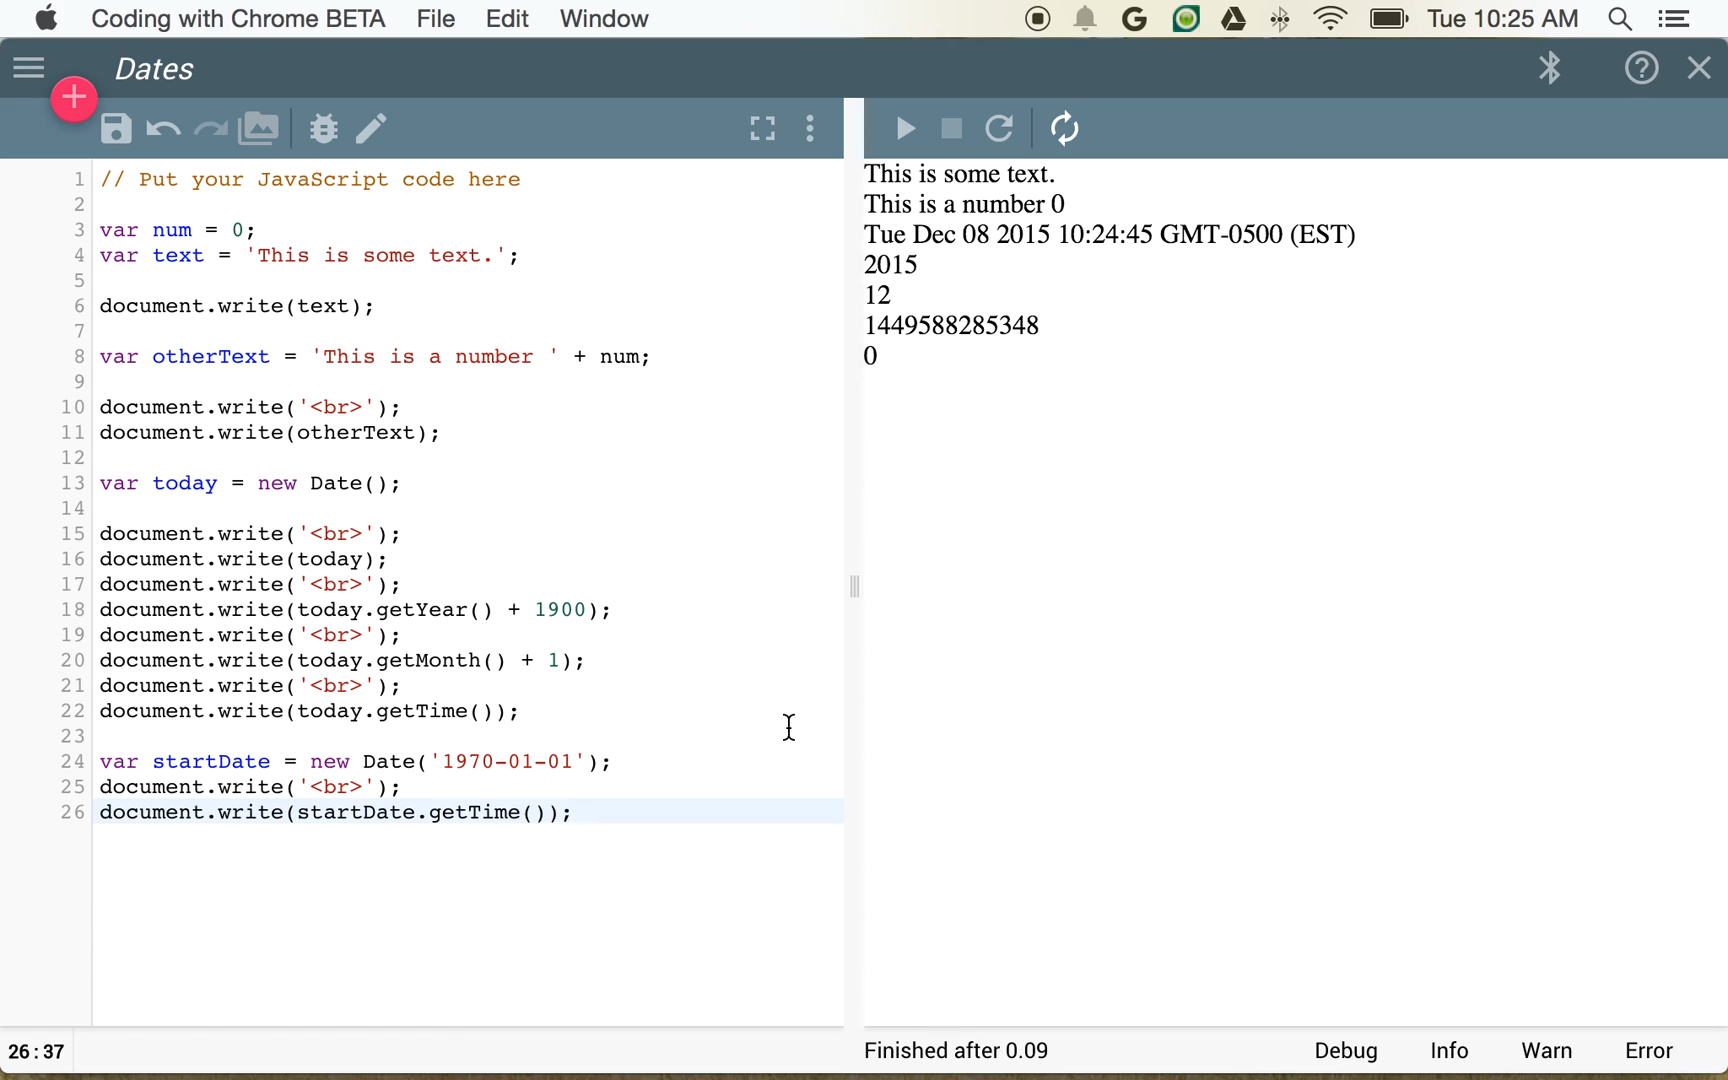 Coding with Chrome BETA File Edit Window Tue 10:25 AM
Dates
1 // Put your JavaScript code here
2
3 var num = 0;
4 var text = 'This is some text.';
5
6 document.write(text);
7
8 var otherText = 'This is a number ' + num;
9
10 document.write('<br>');
11 document.write(otherText);
12
13 var today = new Date();
14
15 document.write('<br>');
16 document.write(today);
17 document.write('<br>');
18 document.write(today.getYear() + 1900);
19 document.write('<br>');
20 document.write(today.getMonth() + 1);
21 document.write('<br>');
22 document.write(today.getTime());
23
24 var startDate = new Date('1970-01-01');
25 document.write('<br>');
26 document.write(startDate.getTime());
This is some text.
This is a number 0
Tue Dec 08 2015 10:24:45 GMT-0500 (EST)
2015
12
1449588285348
0
26:37
Finished after 0.09 Debug Info Warn Error